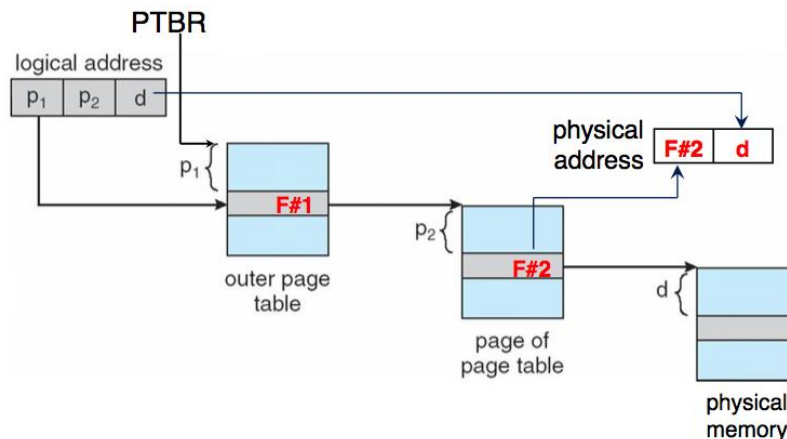 PTBR
logical address
p1 p2 d
physical
address
F#2 d
p1
F#1
p2
F#2
outer page
table
d
page of
page table
physical
memory